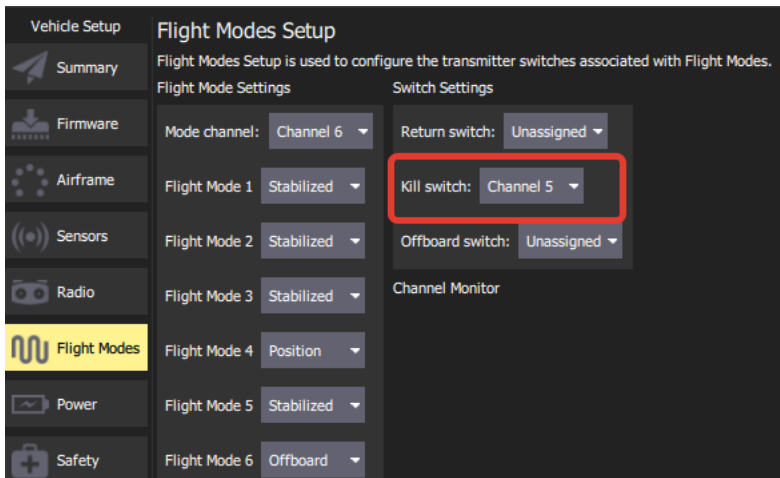 Vehicle Setup
Summary
Firmware
Airframe
Sensors
Radio
Flight Modes
Power
Safety
Flight Modes Setup
Flight Modes Setup is used to configure the transmitter switches associated with Flight Modes.
Flight Mode Settings
Mode channel: Channel 6
Flight Mode 1 Stabilized
Flight Mode 2 Stabilized
Flight Mode 3 Stabilized
Flight Mode 4 Position
Flight Mode 5 Stabilized
Flight Mode 6 Offboard
Switch Settings
Return switch: Unassigned
Kill switch: Channel 5
Offboard switch: Unassigned
Channel Monitor